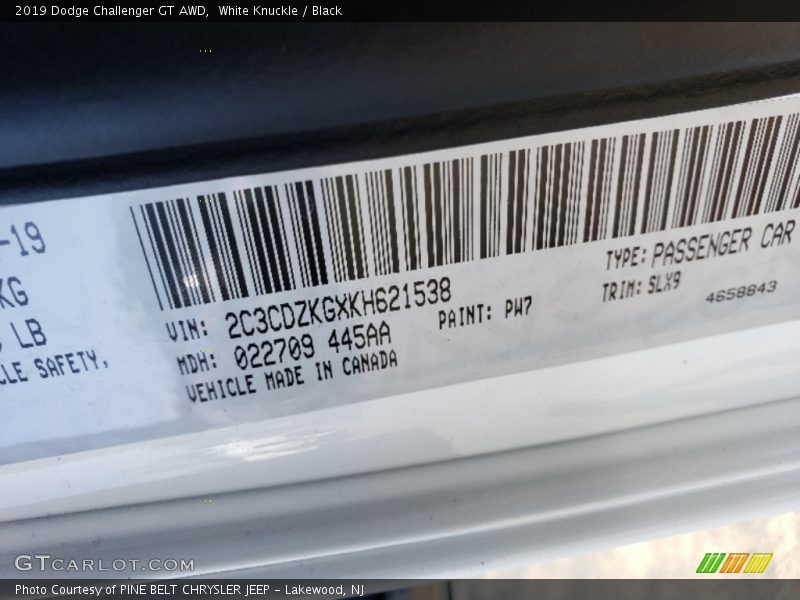 2019 Dodge Challenger GT AWD,  White Knuckle / Black
-19
KG
LB
LLE SAFETY,
VIN: 2C3CDZKGXKH621538
TYPE: PASSENGER CAR
MDH: 022709 445AA
PAINT: PW7
TRIM: SLX9
4658843
VEHICLE MADE IN CANADA
GTCARLOT.COM
Photo Courtesy of PINE BELT CHRYSLER JEEP - Lakewood, NJ